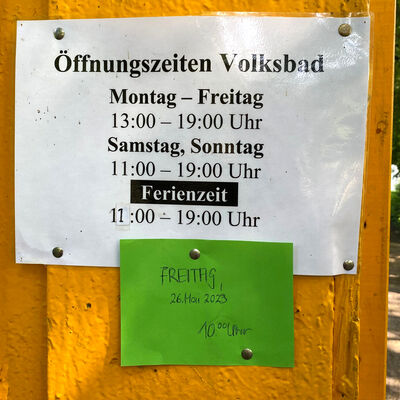 Öffnungszeiten Volksbad
Montag – Freitag
13:00 – 19:00 Uhr
Samstag, Sonntag
11:00 – 19:00 Uhr
Ferienzeit
11:00 – 19:00 Uhr
FREITAG,
26. Mai 2023
10.00 Uhr